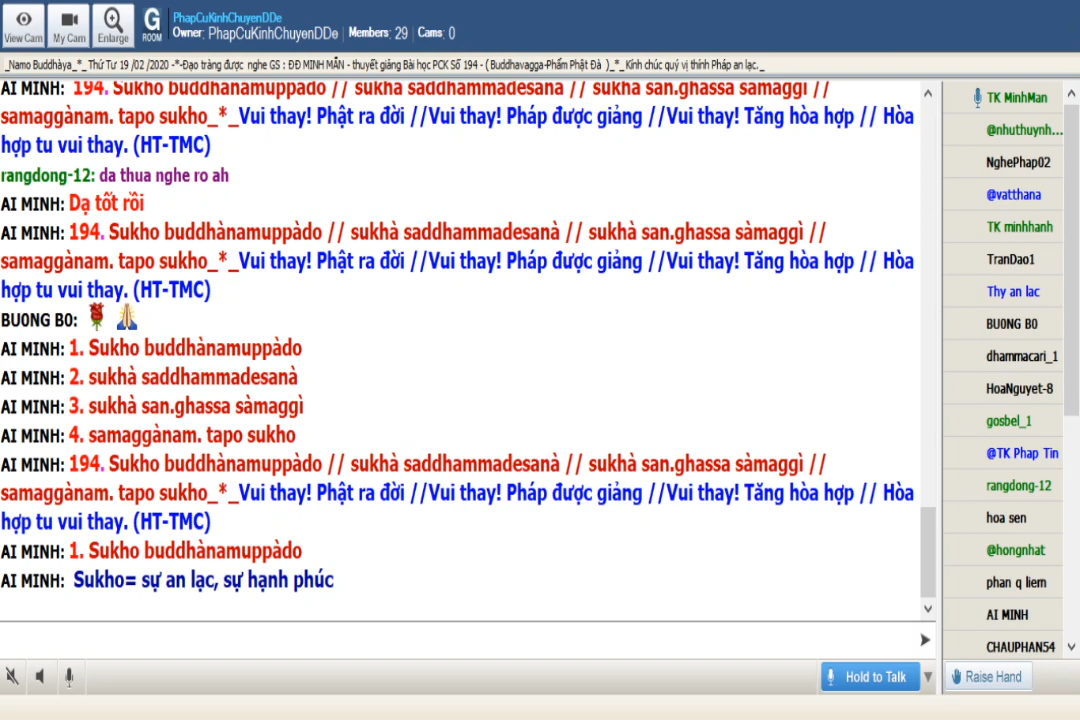 PhapCuKinhChuyenDDe
View Cam My Cam Enlarge G ROOM Owner: PhapCuKinhChuyenDDe Members: 29 Cams: 0
_Namo Buddhàya_*_ Thứ Tư 19 /02 /2020 -*-Đạo tràng được nghe GS : ĐĐ MINH MẪN - thuyết giảng Bài học PCK Số 194 - ( Buddhavagga-Phẩm Phật Đà )_*_ Kính chúc quý vị thính Pháp an lạc._
AI MINH: 194. Sukho buddhànamuppàdo // sukhà saddhammadesanà // sukhà san.ghassa sàmaggì //
samaggànam. tapo sukho_*_Vui thay! Phật ra đời //Vui thay! Pháp được giảng //Vui thay! Tăng hòa hợp // Hòa
hợp tu vui thay. (HT-TMC)
rangdong-12: da thua nghe ro ah
AI MINH: Dạ tốt rồi
AI MINH: 194. Sukho buddhànamuppàdo // sukhà saddhammadesanà // sukhà san.ghassa sàmaggì //
samaggànam. tapo sukho_*_Vui thay! Phật ra đời //Vui thay! Pháp được giảng //Vui thay! Tăng hòa hợp // Hòa
hợp tu vui thay. (HT-TMC)
BU0NG B0:
AI MINH: 1. Sukho buddhànamuppàdo
AI MINH: 2. sukhà saddhammadesanà
AI MINH: 3. sukhà san.ghassa sàmaggì
AI MINH: 4. samaggànam. tapo sukho
AI MINH: 194. Sukho buddhànamuppàdo // sukhà saddhammadesanà // sukhà san.ghassa sàmaggì //
samaggànam. tapo sukho_*_Vui thay! Phật ra đời //Vui thay! Pháp được giảng //Vui thay! Tăng hòa hợp // Hòa
hợp tu vui thay. (HT-TMC)
AI MINH: 1. Sukho buddhànamuppàdo
AI MINH: Sukho= sự an lạc, sự hạnh phúc
TK MinhMan
@nhuthuynh...
NghePhap02
@vatthana
TK minhhanh
TranDao1
Thy an lac
BU0NG B0
dhammacari_1
HoaNguyet-8
gosbel_1
@TK Phap Tin
rangdong-12
hoa sen
@hongnhat
phan q liem
AI MINH
CHAUPHAN54
Hold to Talk
Raise Hand